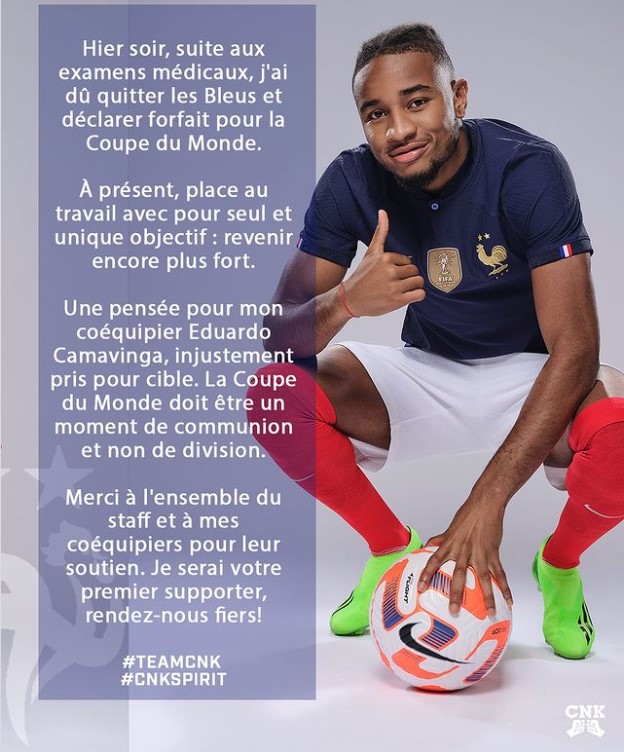 Hier soir, suite aux
examens médicaux, j'ai
dû quitter les Bleus et
déclarer forfait pour la
Coupe du Monde.
À présent, place au
travail avec pour seul et
unique objectif : revenir
encore plus fort.
Une pensée pour mon
coéquipier Eduardo
Camavinga, injustement
pris pour cible. La Coupe
du Monde doit être un
moment de communion
et non de division.
Merci à l'ensemble du
staff et à mes
coéquipiers pour leur
soutien. Je serai votre
premier supporter,
rendez-nous fiers!
#TEAMCNK
#CNKSPIRIT
FIFA
FLIGHT
CNK